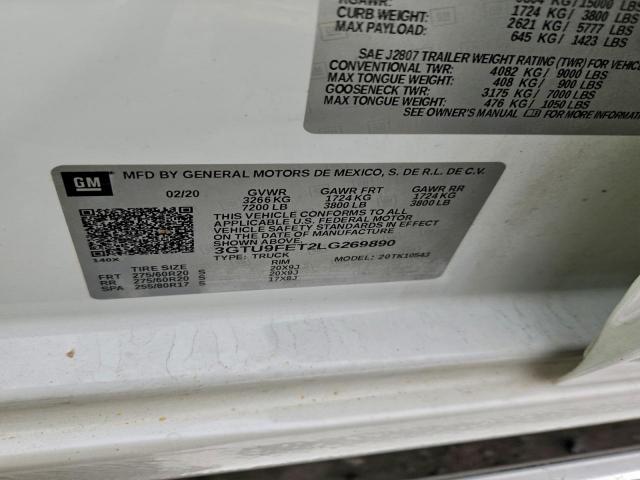 15000 LBS
CURB WEIGHT: 1724 KG / 3800 LBS
MAX PAYLOAD: 2621 KG / 5777 LBS
645 KG / 1423 LBS
SAE J2807 TRAILER WEIGHT RATING (TWR) FOR VEHICLE
CONVENTIONAL TWR: 4082 KG / 9000 LBS
MAX TONGUE WEIGHT: 408 KG / 900 LBS
GOOSENECK TWR: 3175 KG / 7000 LBS
MAX TONGUE WEIGHT: 476 KG / 1050 LBS
SEE OWNER'S MANUAL FOR MORE INFORMATION
GM
MFD BY GENERAL MOTORS DE MEXICO, S. DE R.L. DE C.V.
02/20 GVWR GAWR FRT GAWR RR
3266 KG 1724 KG 1724 KG
7200 LB 3800 LB 3800 LB
THIS VEHICLE CONFORMS TO ALL
APPLICABLE U.S. FEDERAL MOTOR
VEHICLE SAFETY STANDARDS IN EFFECT
ON THE DATE OF MANUFACTURE SHOWN ABOVE
3GTU9FET2LG269890
140X TYPE: TRUCK MODEL: 20TK10543
TIRE SIZE RIM
FRT 275/60R20 S 20X9J
RR 275/60R20 S 20X9J
SPA 255/80R17 S 17X8J